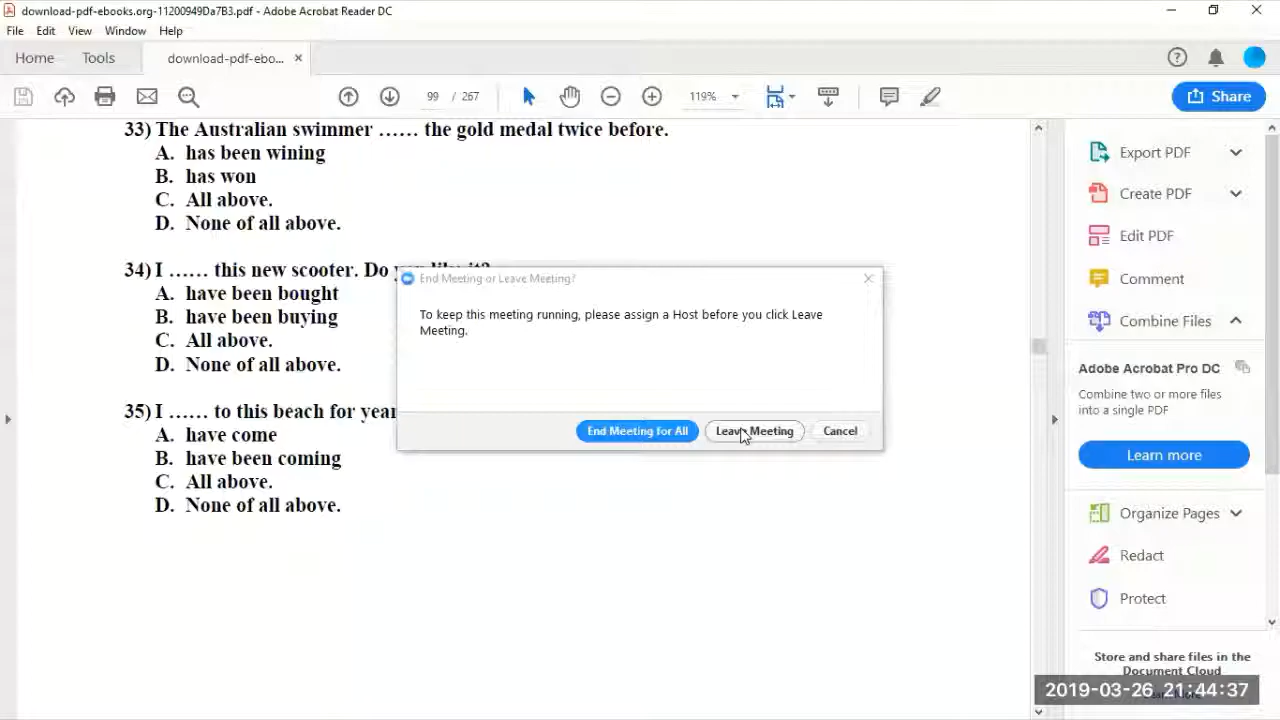 download-pdf-ebooks.org-11200949Da7B3.pdf - Adobe Acrobat Reader DC
File Edit View Window Help
Home Tools download-pdf-ebo... ×
99 / 267 119% Share
33) The Australian swimmer …… the gold medal twice before.
A. has been wining
B. has won
C. All above.
D. None of all above.
34) I …… this new scooter. Do
A. have been bought
B. have been buying
C. All above.
D. None of all above.
35) I …… to this beach for year
A. have come
B. have been coming
C. All above.
D. None of all above.
End Meeting or Leave Meeting?
To keep this meeting running, please assign a Host before you click Leave
Meeting.
End Meeting for All Leave Meeting Cancel
Export PDF
Create PDF
Edit PDF
Comment
Combine Files
Adobe Acrobat Pro DC
Combine two or more files
into a single PDF
Learn more
Organize Pages
Redact
Protect
Store and share files in the
Document Cloud
2019-03-26 21:44:37